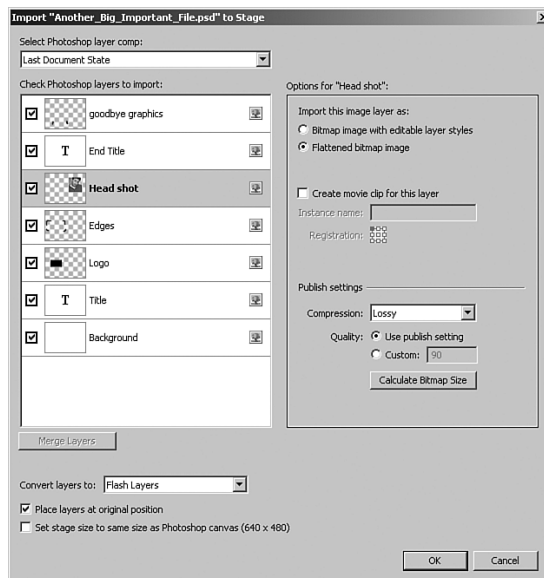 Import "Another_Big_Important_File.psd" to Stage
Select Photoshop layer comp:
Last Document State
Check Photoshop layers to import:
goodbye graphics
T End Title
Head shot
Edges
Logo
T Title
Background
Merge Layers
Options for "Head shot":
Import this image layer as:
Bitmap image with editable layer styles
Flattened bitmap image
Create movie clip for this layer
Instance name:
Registration:
Publish settings
Compression: Lossy
Quality: Use publish setting
Custom: 90
Calculate Bitmap Size
Convert layers to: Flash Layers
Place layers at original position
Set stage size to same size as Photoshop canvas (640 x 480)
OK Cancel